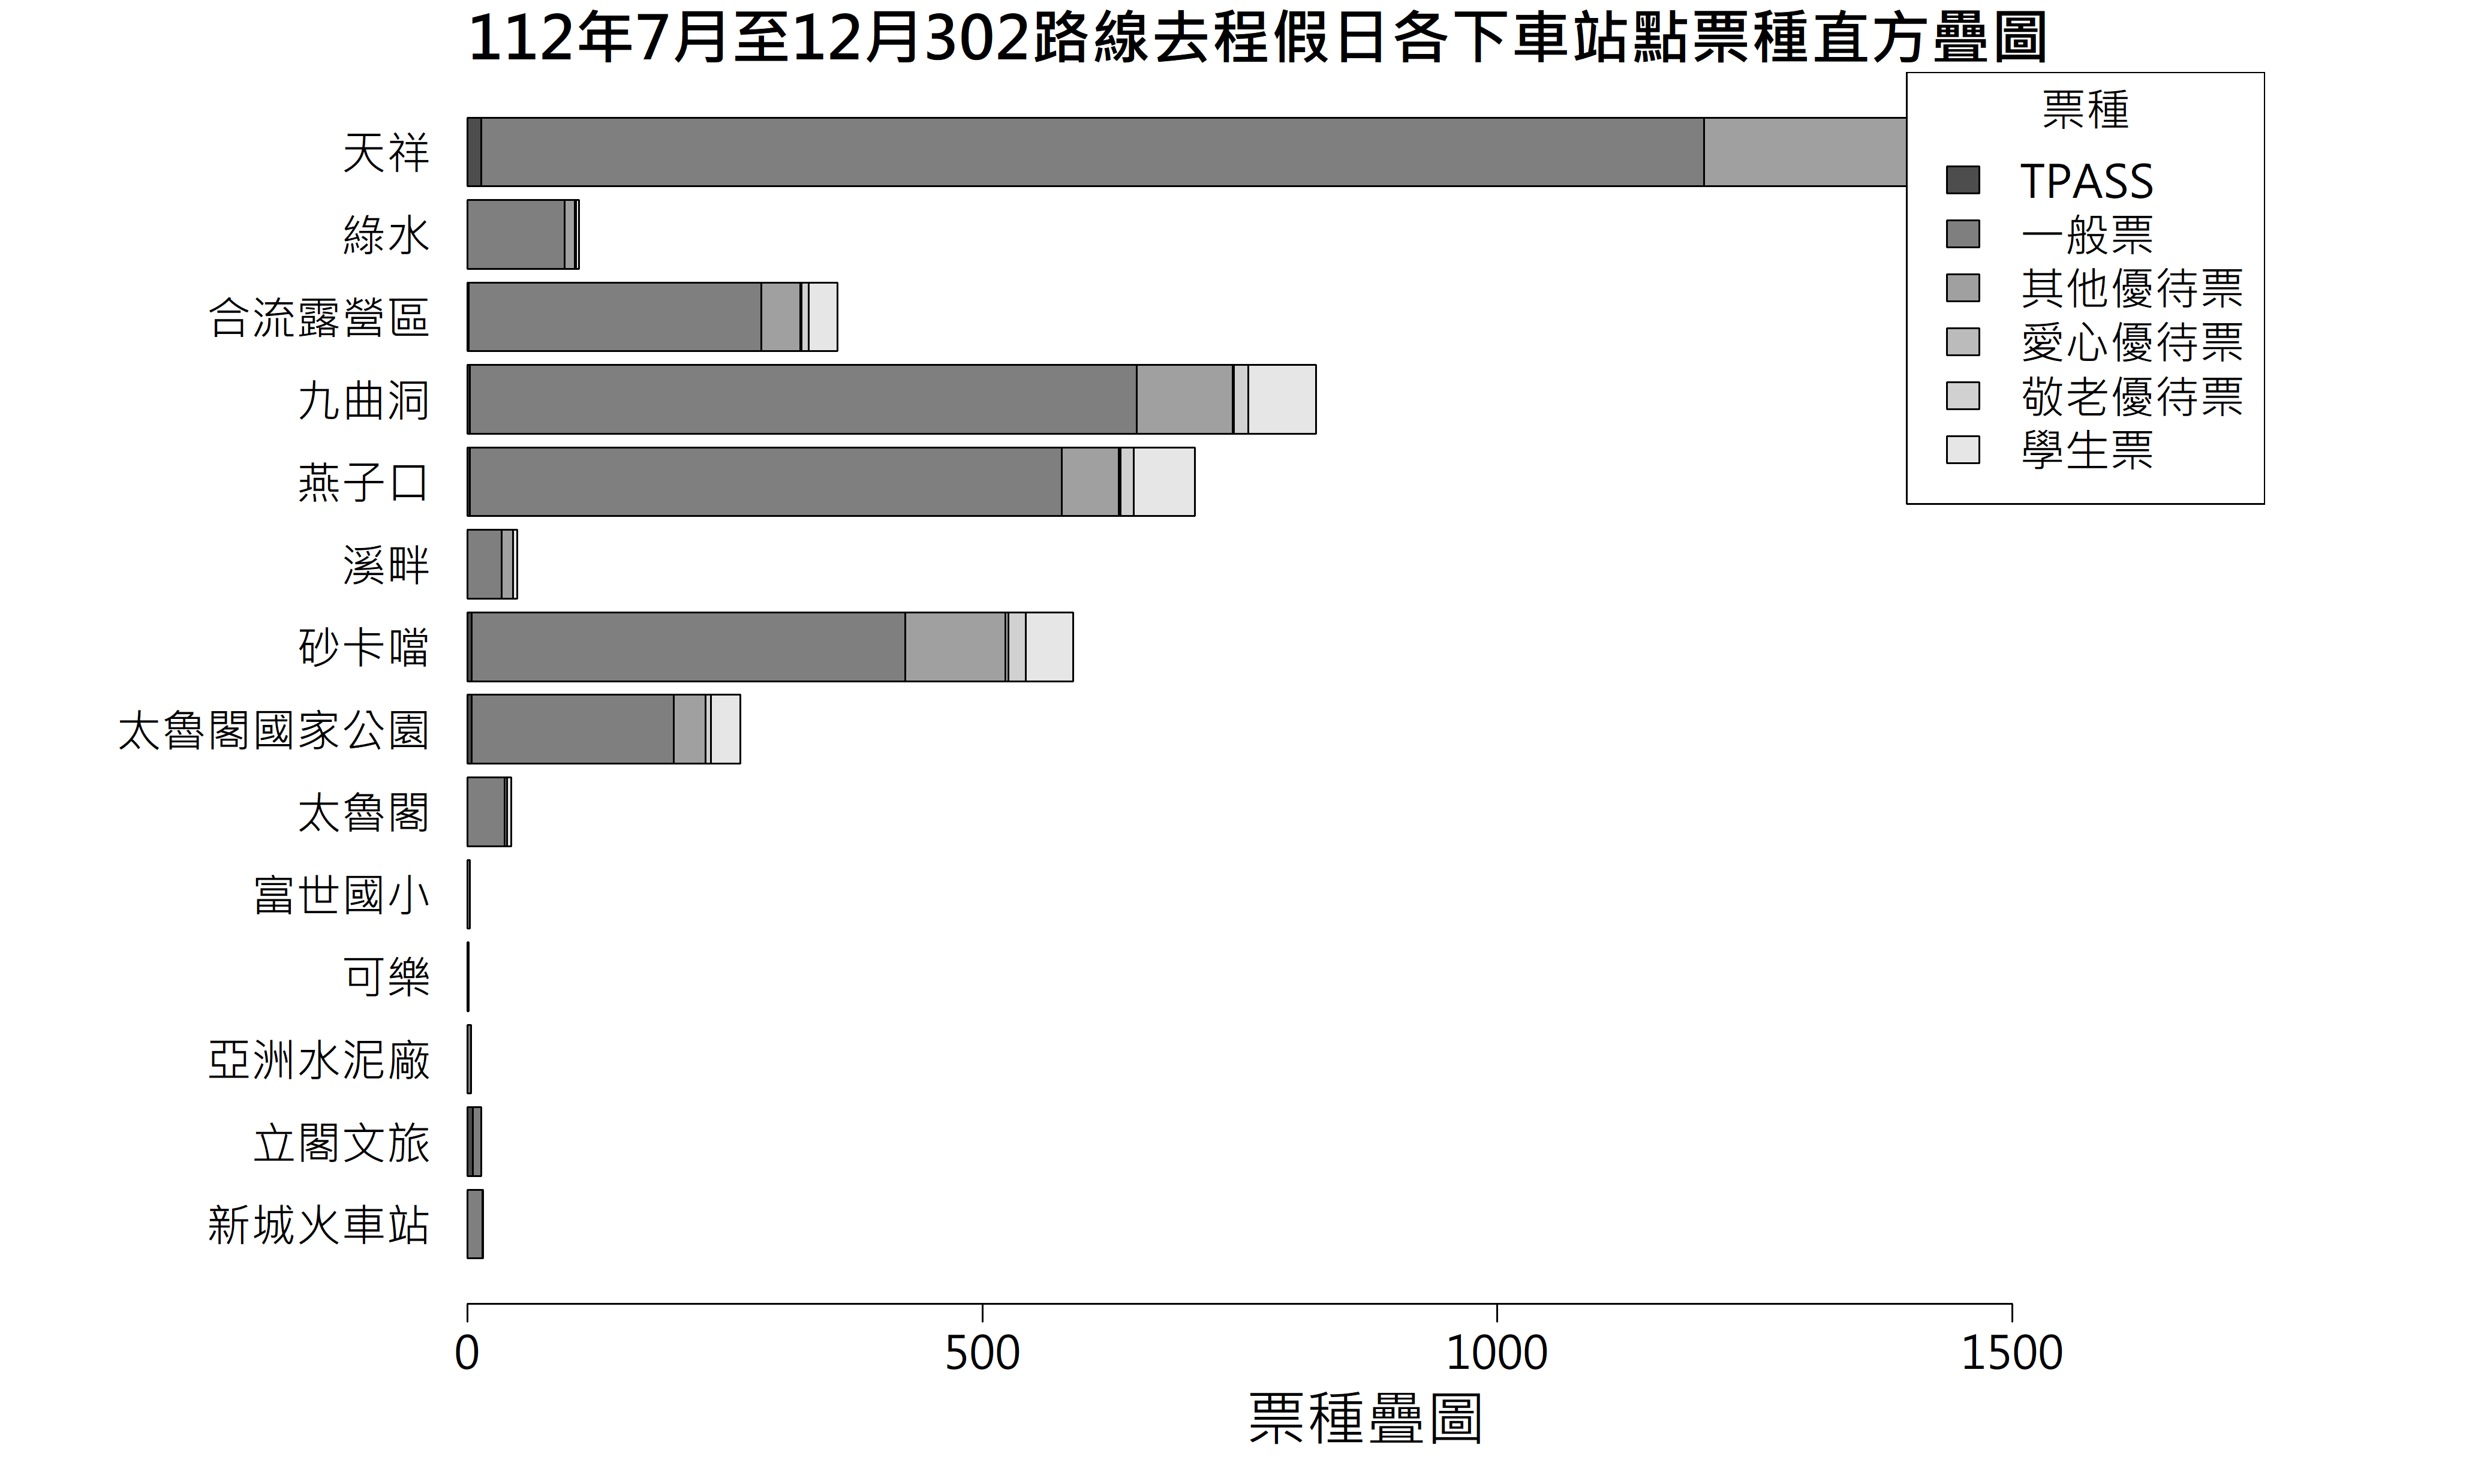 112年7月至12月302路線去程假日各下車站點票種直方疊圖
票種
TPASS
一般票
其他優待票
愛心優待票
敬老優待票
學生票
天祥
綠水
合流露營區
九曲洞
燕子口
溪畔
砂卡噹
太魯閣國家公園
太魯閣
富世國小
可樂
亞洲水泥廠
立閣文旅
新城火車站
0 500 1000 1500
票種疊圖